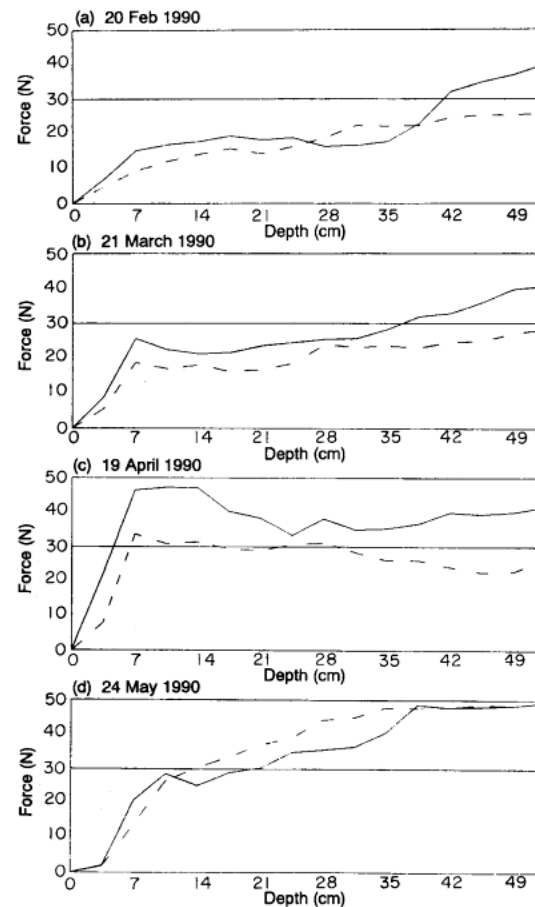 (a) 20 Feb 1990
50
40
30
20
10
0
Force (N)
0 7 14 21 28 35 42 49
Depth (cm)
(b) 21 March 1990
50
40
30
20
10
0
Force (N)
0 7 14 21 28 35 42 49
Depth (cm)
(c) 19 April 1990
50
40
30
20
10
0
Force (N)
0 7 14 21 28 35 42 49
Depth (cm)
(d) 24 May 1990
50
40
30
20
10
0
Force (N)
0 7 14 21 28 35 42 49
Depth (cm)